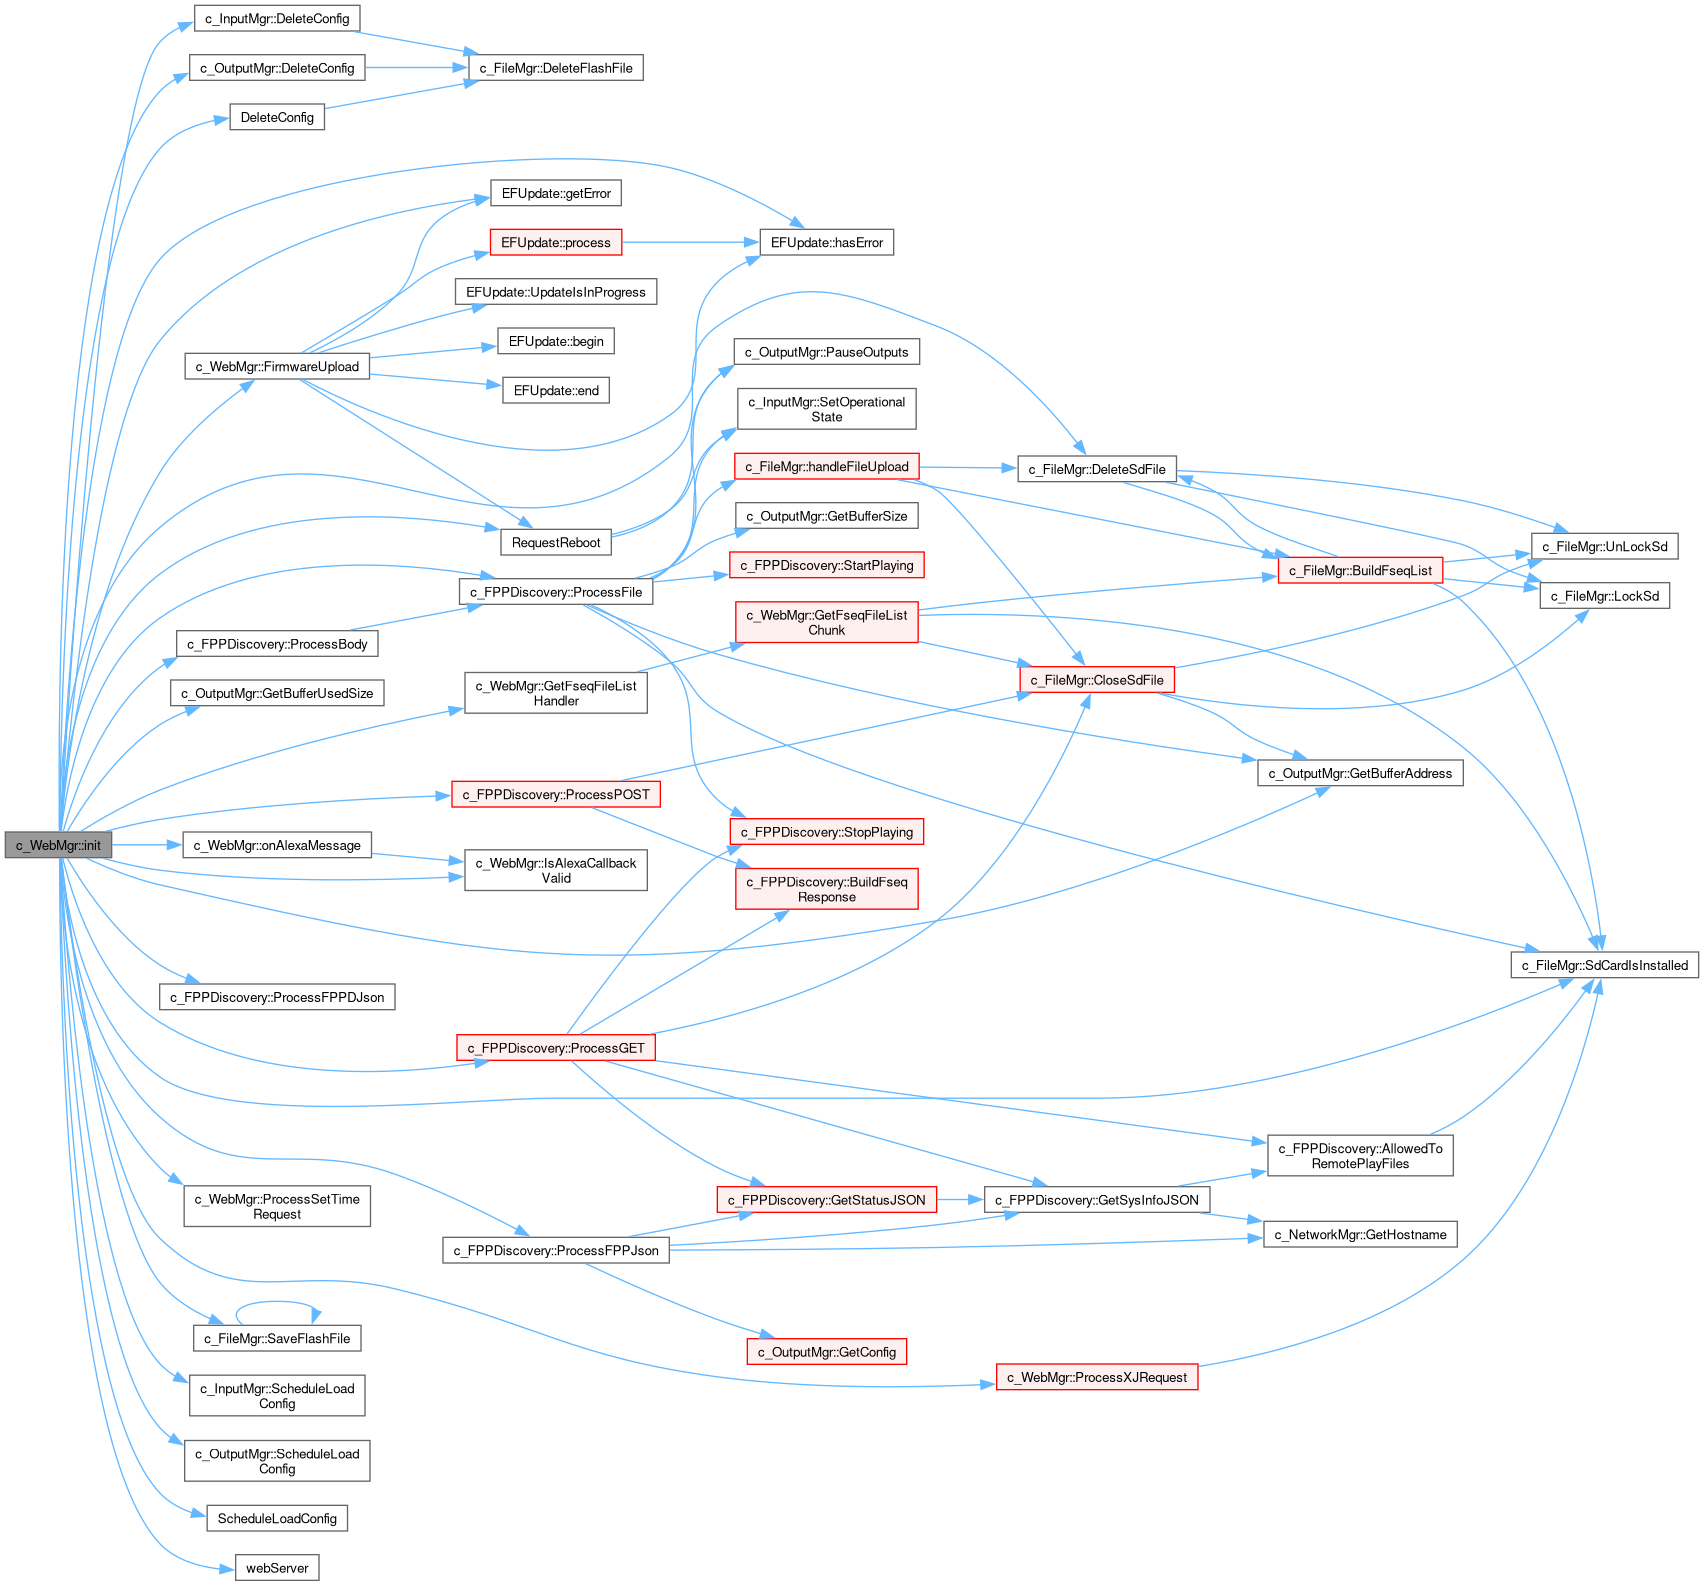 c_InputMgr::DeleteConfig
c_OutputMgr::DeleteConfig
c_FileMgr::DeleteFlashFile
DeleteConfig
EFUpdate::getError
EFUpdate::process
EFUpdate::hasError
EFUpdate::UpdateIsInProgress
EFUpdate::begin
c_WebMgr::FirmwareUpload
EFUpdate::end
c_OutputMgr::PauseOutputs
c_InputMgr::SetOperational
State
c_FileMgr::handleFileUpload
c_FileMgr::DeleteSdFile
c_OutputMgr::GetBufferSize
RequestReboot
c_FileMgr::UnLockSd
c_FPPDiscovery::StartPlaying
c_FileMgr::BuildFseqList
c_FPPDiscovery::ProcessFile
c_FileMgr::LockSd
c_WebMgr::GetFseqFileList
Chunk
c_FPPDiscovery::ProcessBody
c_FileMgr::CloseSdFile
c_OutputMgr::GetBufferUsedSize
c_WebMgr::GetFseqFileList
Handler
c_OutputMgr::GetBufferAddress
c_FPPDiscovery::ProcessPOST
c_FPPDiscovery::StopPlaying
c_WebMgr::init
c_WebMgr::onAlexaMessage
c_WebMgr::IsAlexaCallback
Valid
c_FPPDiscovery::BuildFseq
Response
c_FileMgr::SdCardIsInstalled
c_FPPDiscovery::ProcessFPPDJson
c_FPPDiscovery::ProcessGET
c_FPPDiscovery::AllowedTo
RemotePlayFiles
c_WebMgr::ProcessSetTime
Request
c_FPPDiscovery::GetStatusJSON
c_FPPDiscovery::GetSysInfoJSON
c_NetworkMgr::GetHostname
c_FPPDiscovery::ProcessFPPJson
c_FileMgr::SaveFlashFile
c_OutputMgr::GetConfig
c_WebMgr::ProcessXJRequest
c_InputMgr::ScheduleLoad
Config
c_OutputMgr::ScheduleLoad
Config
ScheduleLoadConfig
webServer